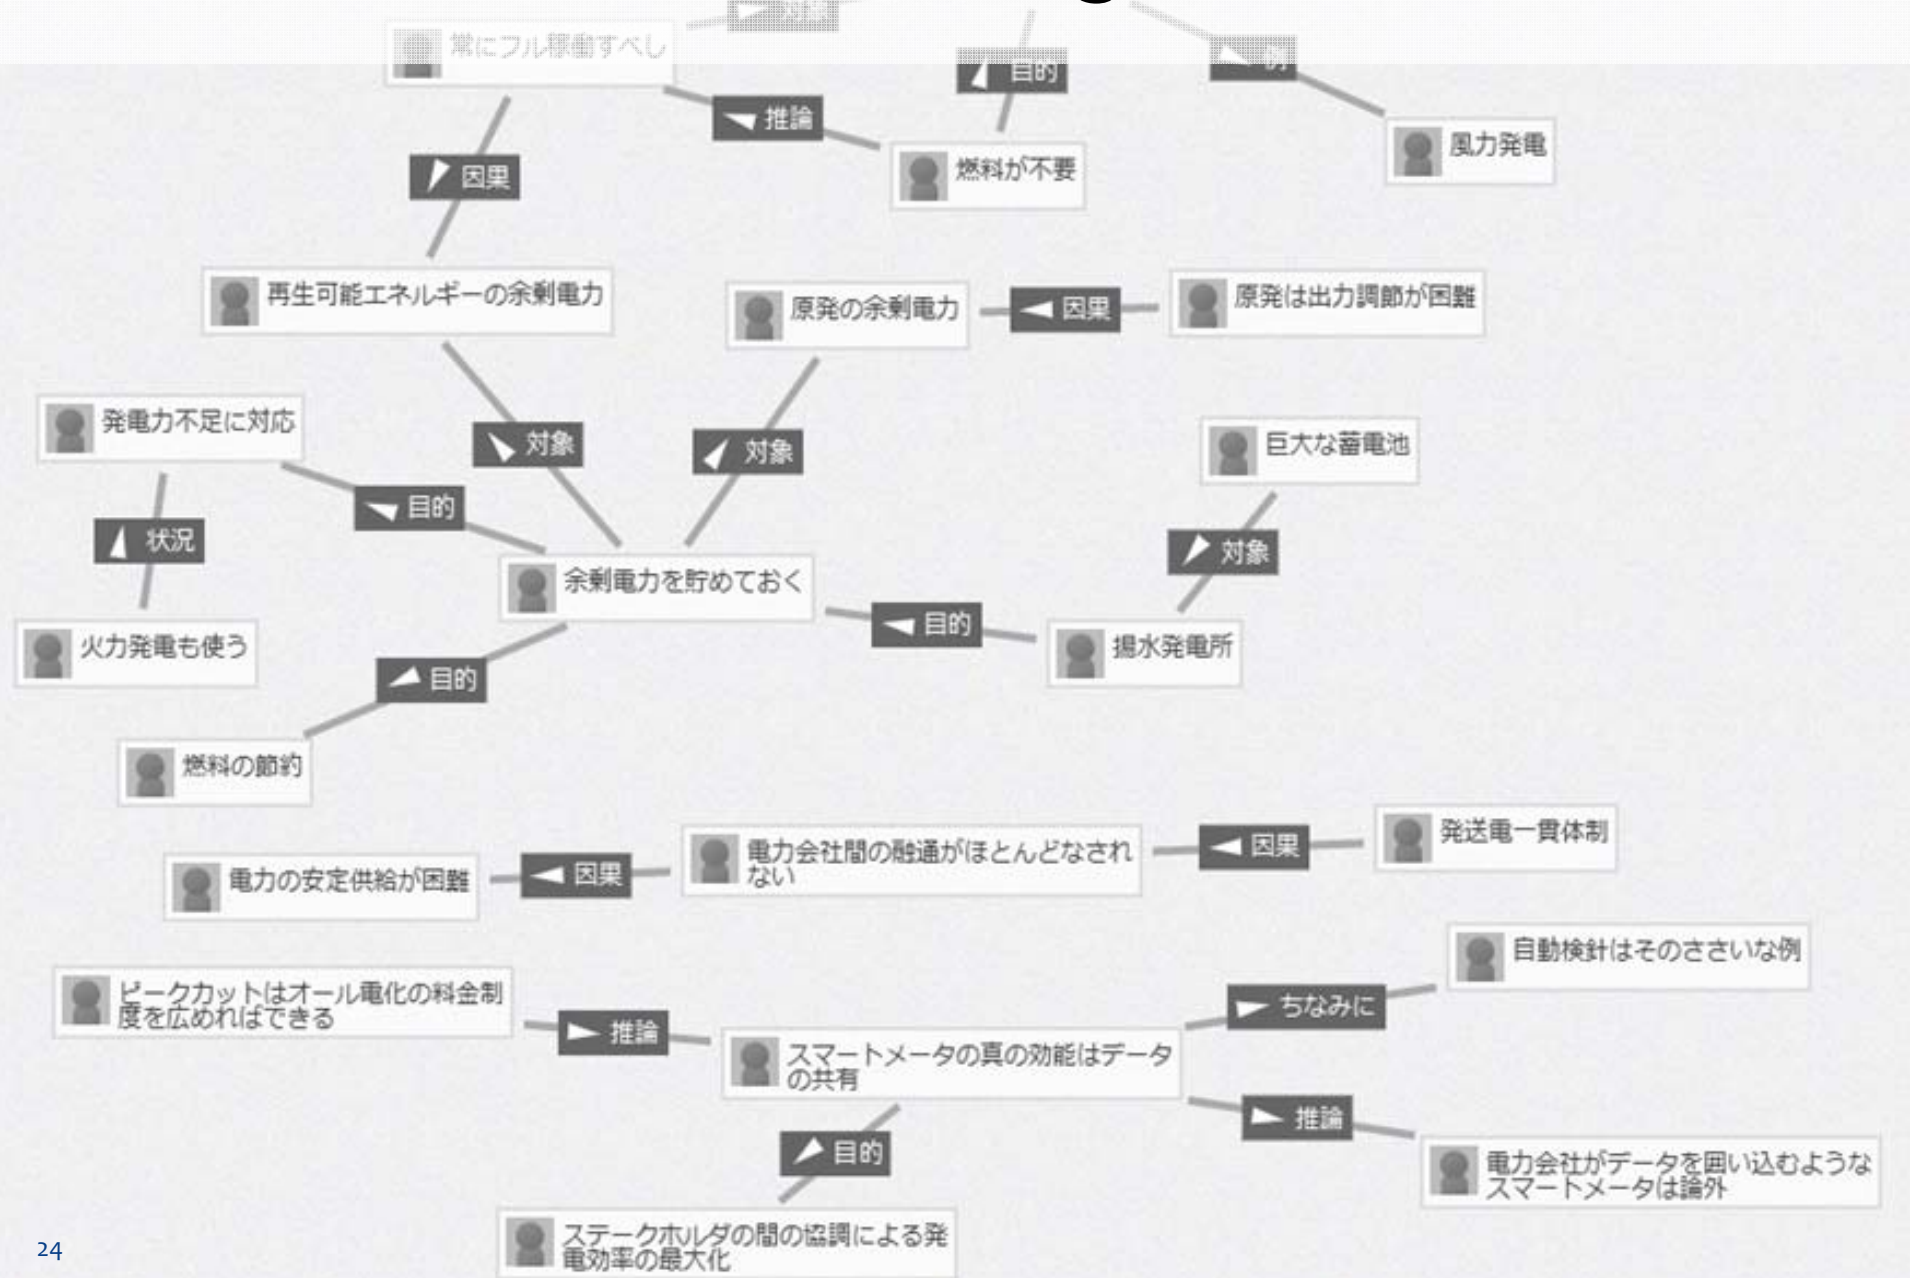 対象
常にフル稼働すべし
目的
例
推論
風力発電
燃料が不要
因果
再生可能エネルギーの余剰電力
原発の余剰電力
因果
原発は出力調節が困難
発電力不足に対応
対象
対象
巨大な蓄電池
目的
状況
対象
余剰電力を貯めておく
目的
火力発電も使う
揚水発電所
目的
燃料の節約
発送電一貫体制
電力会社間の融通がほとんどなされ
ない
因果
因果
電力の安定供給が困難
自動検針はそのささいな例
ピークカットはオール電化の料金制
度を広めればできる
ちなみに
推論
スマートメータの真の効能はデータ
の共有
推論
目的
電力会社がデータを囲い込むような
スマートメータは論外
ステークホルダの間の協調による発
電効率の最大化
24